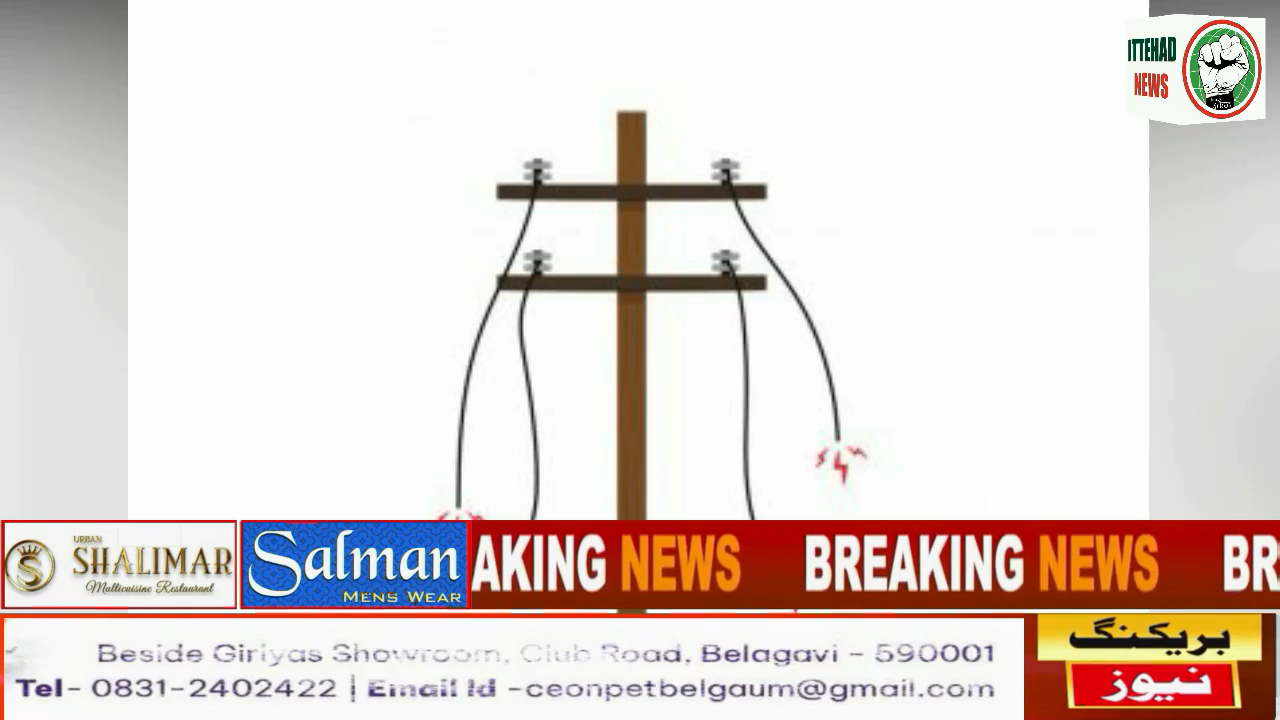 ITTEHAD
NEWS
URBAN
SHALIMAR
Multicuisine Restaurant
Salman
MENS WEAR
AKING NEWS
BREAKING NEWS
BR
Beside Giriyas Showroom, Club Road, Belagavi - 590001
Tel- 0831-2402422 | Email Id -ceonpetbelgaum@gmail.com
بریکنگ
نیوز